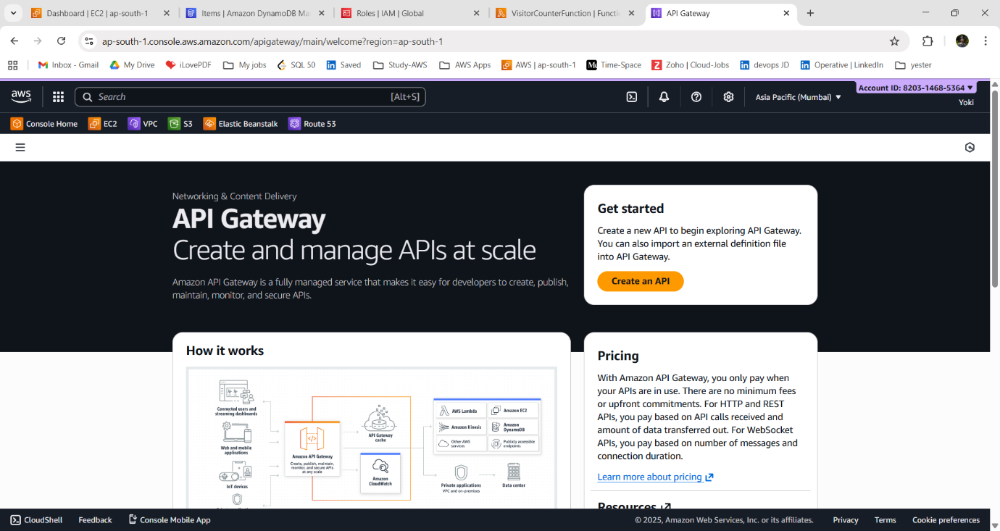 Dashboard | EC2 | ap-south-1
Items | Amazon DynamoDB Ma
Roles | IAM | Global
VisitorCounterFunction | Functi
API Gateway
ap-south-1.console.aws.amazon.com/apigateway/main/welcome?region=ap-south-1
Inbox - Gmail
My Drive
iLovePDF
My jobs
SQL 50
Saved
Study-AWS
AWS Apps
AWS | ap-south-1
Time-Space
Zoho | Cloud-Jobs
devops JD
Operative | LinkedIn
yester
aws
Search
[Alt+S]
Asia Pacific (Mumbai)
Account ID: 8203-1468-5364
Yoki
Console Home
EC2
VPC
S3
Elastic Beanstalk
Route 53
Networking & Content Delivery
API Gateway
Create and manage APIs at scale
Amazon API Gateway is a fully managed service that makes it easy for developers to create, publish,
maintain, monitor, and secure APIs.
Get started
Create a new API to begin exploring API Gateway.
You can also import an external definition file
into API Gateway.
Create an API
How it works
Connected users and
streaming dashboards
Web and mobile
applications
IoT devices
Amazon API Gateway
Create, publish, maintain,
monitor, and secure APIs
at any scale
API Gateway
cache
Amazon
CloudWatch
AWS Lambda
Amazon EC2
Amazon Kinesis
Amazon
DynamoDB
Other AWS
services
Publicly accessible
endpoints
Private applications
VPC and on-premises
Data center
Pricing
With Amazon API Gateway, you only pay when
your APIs are in use. There are no minimum fees
or upfront commitments. For HTTP and REST
APIs, you pay based on API calls received and
amount of data transferred out. For WebSocket
APIs, you pay based on number of messages and
connection duration.
Learn more about pricing
Resources
CloudShell
Feedback
Console Mobile App
© 2025, Amazon Web Services, Inc. or its affiliates.
Privacy
Terms
Cookie preferences